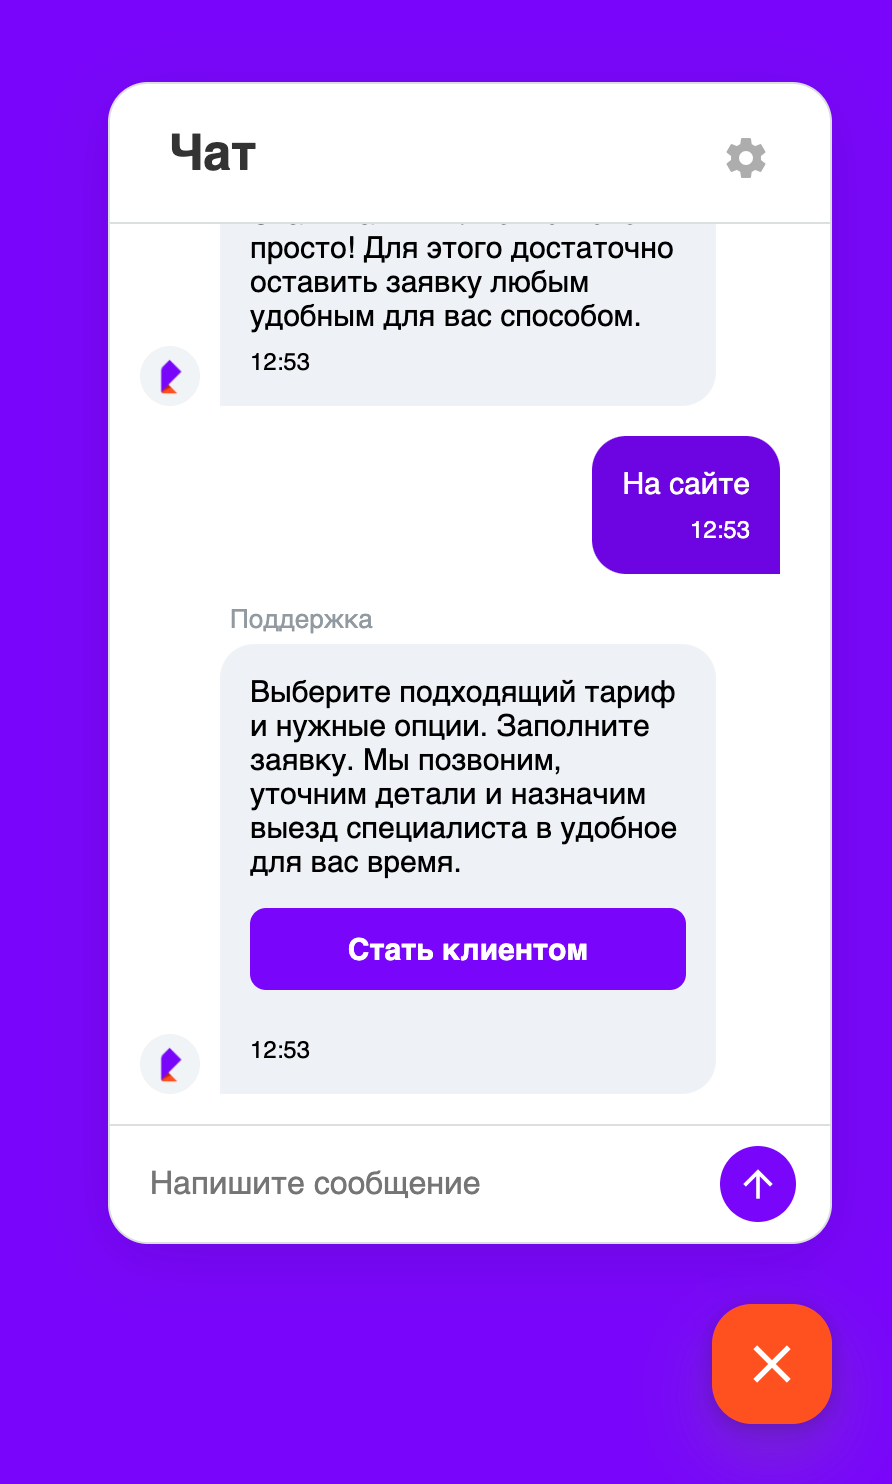 Чат
просто! Для этого достаточно
оставить заявку любым
удобным для вас способом.
12:53
На сайте
12:53
Поддержка
Выберите подходящий тариф
и нужные опции. Заполните
заявку. Мы позвоним,
уточним детали и назначим
выезд специалиста в удобное
для вас время.
Стать клиентом
12:53
Напишите сообщение